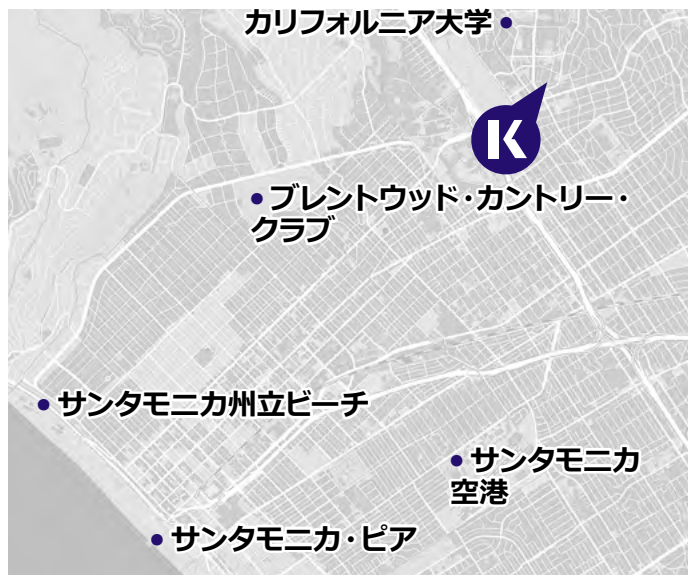 カリフォルニア大学
K
ブレントウッド・カントリー・
クラブ
サンタモニカ州立ビーチ
サンタモニカ
空港
サンタモニカ・ピア